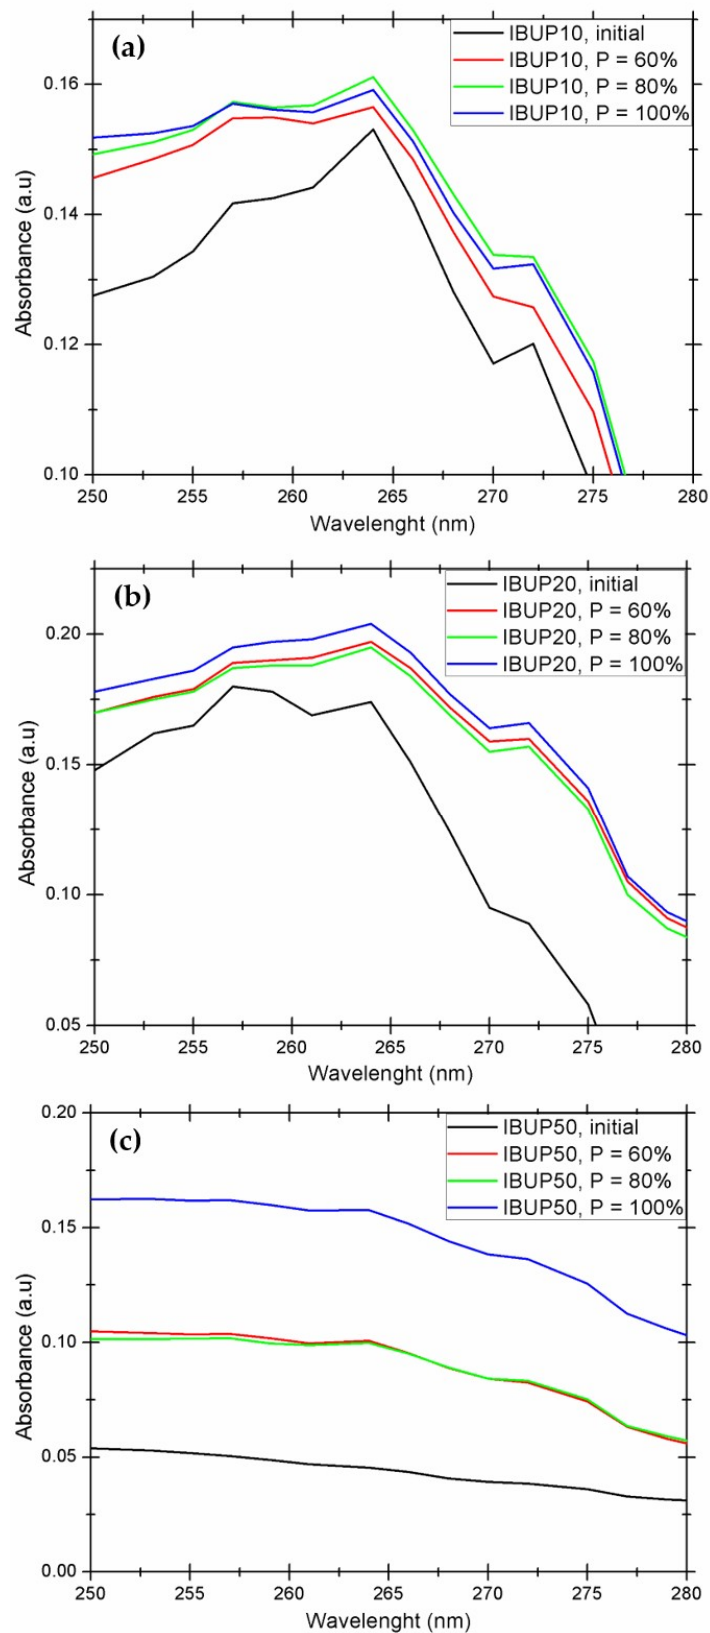 (a)
IBUP10, initial
IBUP10, P = 60%
IBUP10, P = 80%
IBUP10, P = 100%
0.16
0.14
0.12
0.10
Absorbance (a.u)
250 255 260 265 270 275 280
Wavelenght (nm)
(b)
IBUP20, initial
IBUP20, P = 60%
IBUP20, P = 80%
IBUP20, P = 100%
0.20
0.15
0.10
0.05
Absorbance (a.u)
250 255 260 265 270 275 280
Wavelenght (nm)
(c)
IBUP50, initial
IBUP50, P = 60%
IBUP50, P = 80%
IBUP50, P = 100%
0.20
0.15
0.10
0.05
0.00
Absorbance (a.u)
250 255 260 265 270 275 280
Wavelenght (nm)